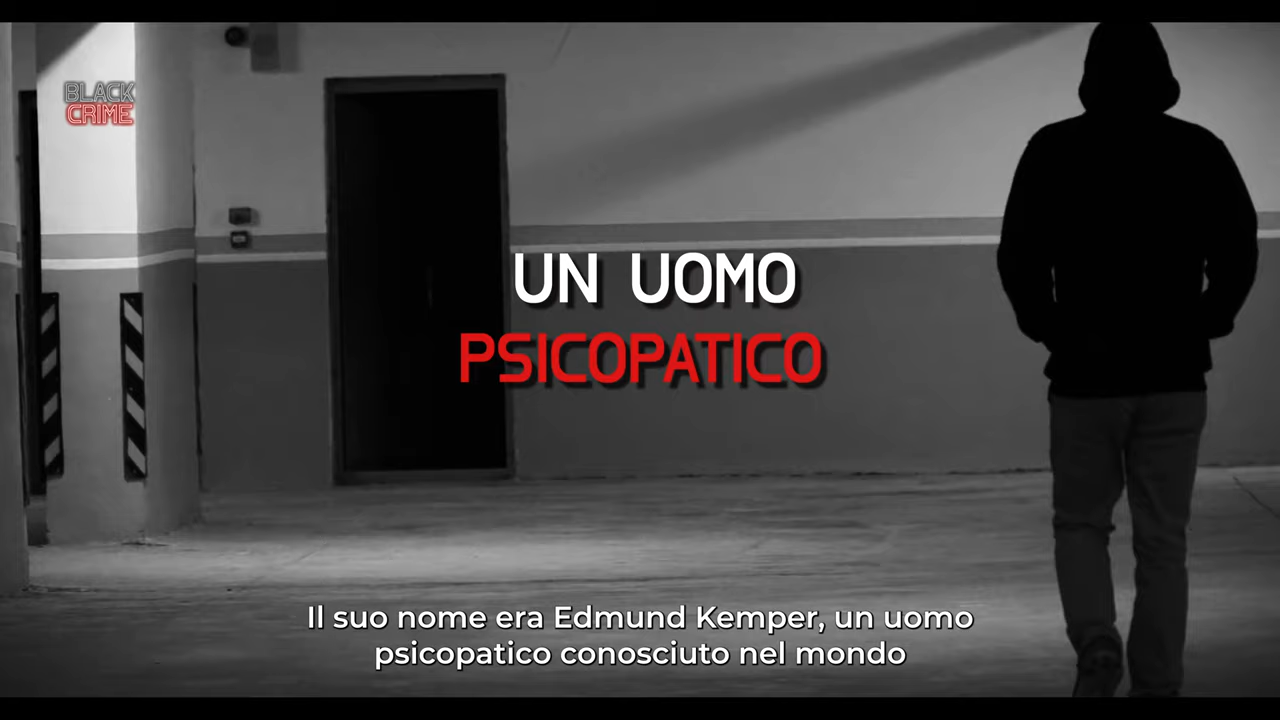 BLACK
CRIME
UN UOMO
PSICOPATICO
Il suo nome era Edmund Kemper, un uomo
psicopatico conosciuto nel mondo